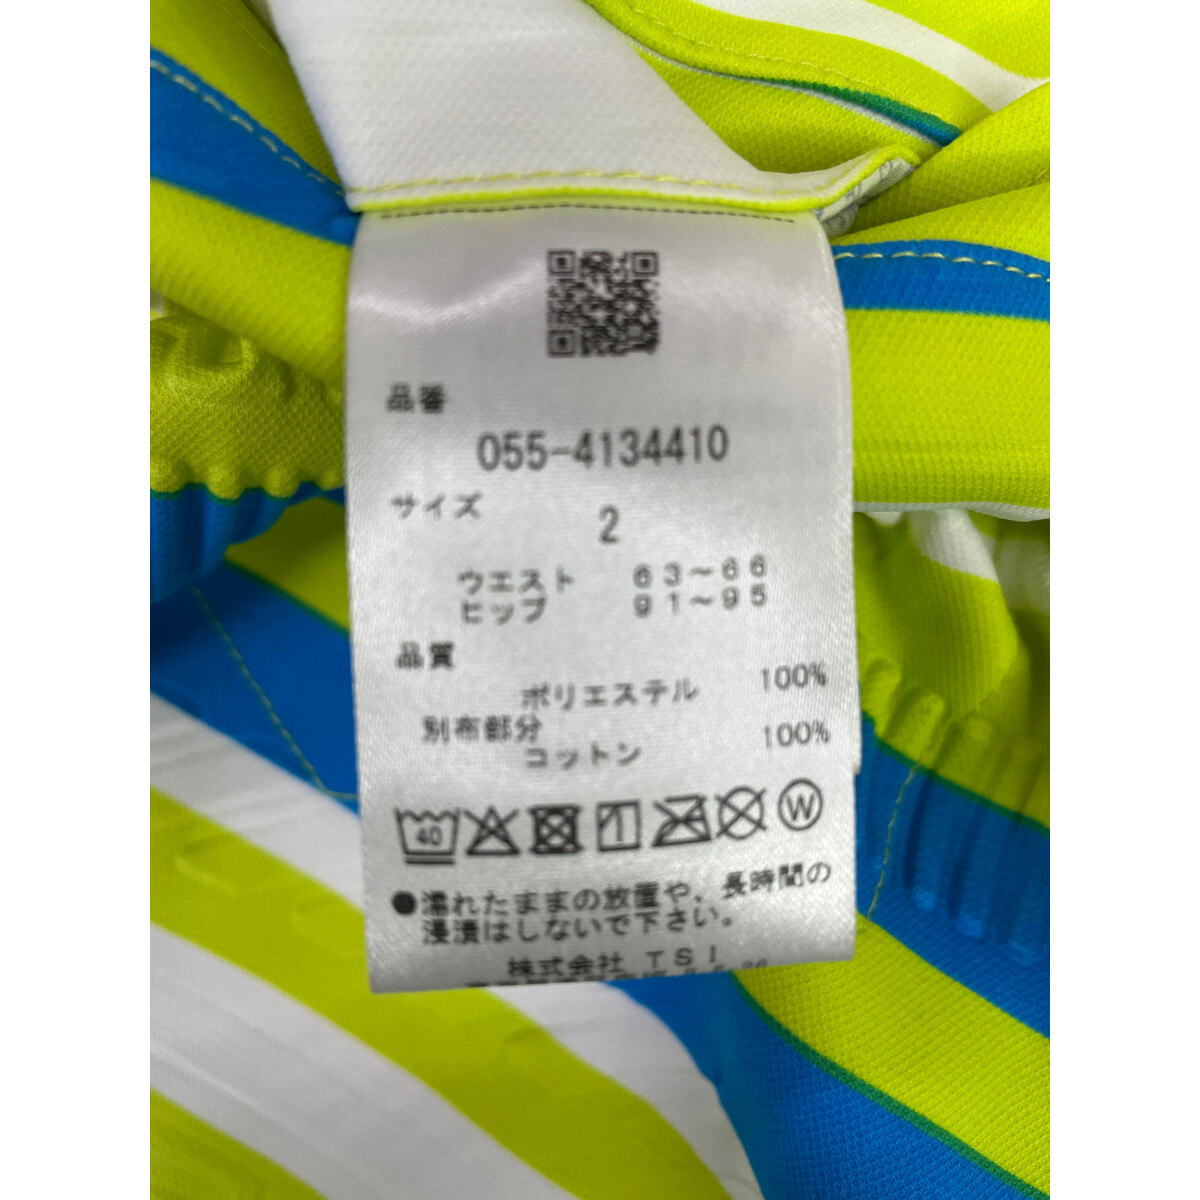 品番
055-4134410
サイズ 2
ウエスト 63～66
ヒップ 91～95
品質
ポリエステル 100%
別布部分
コットン 100%
40 W
●濡れたままの放置や、長時間の
浸漬はしないで下さい。
株式会社 TSI